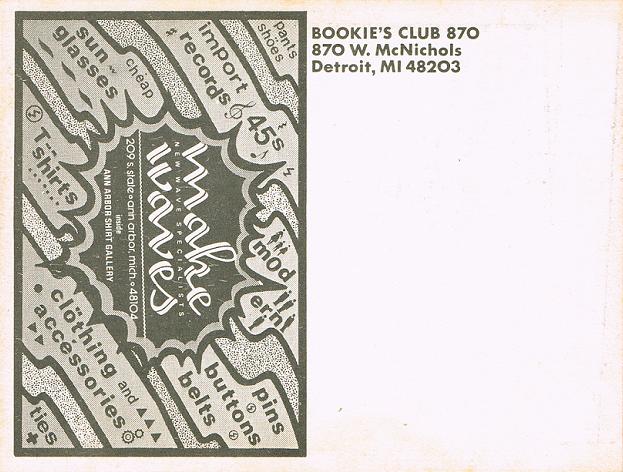 BOOKIE'S CLUB 870
870 W. McNichols
Detroit, MI 48203
sun
glasses
cheap
import
records
45s
pants
shoes
T-shirts
make
waves
NEW WAVE SPECIALISTS
209 s. state • ann arbor, mich. • 48104
inside
ANN ARBOR SHIRT GALLERY
mod
ern
clothing
and
accessories
ties
buttons
belts
pins